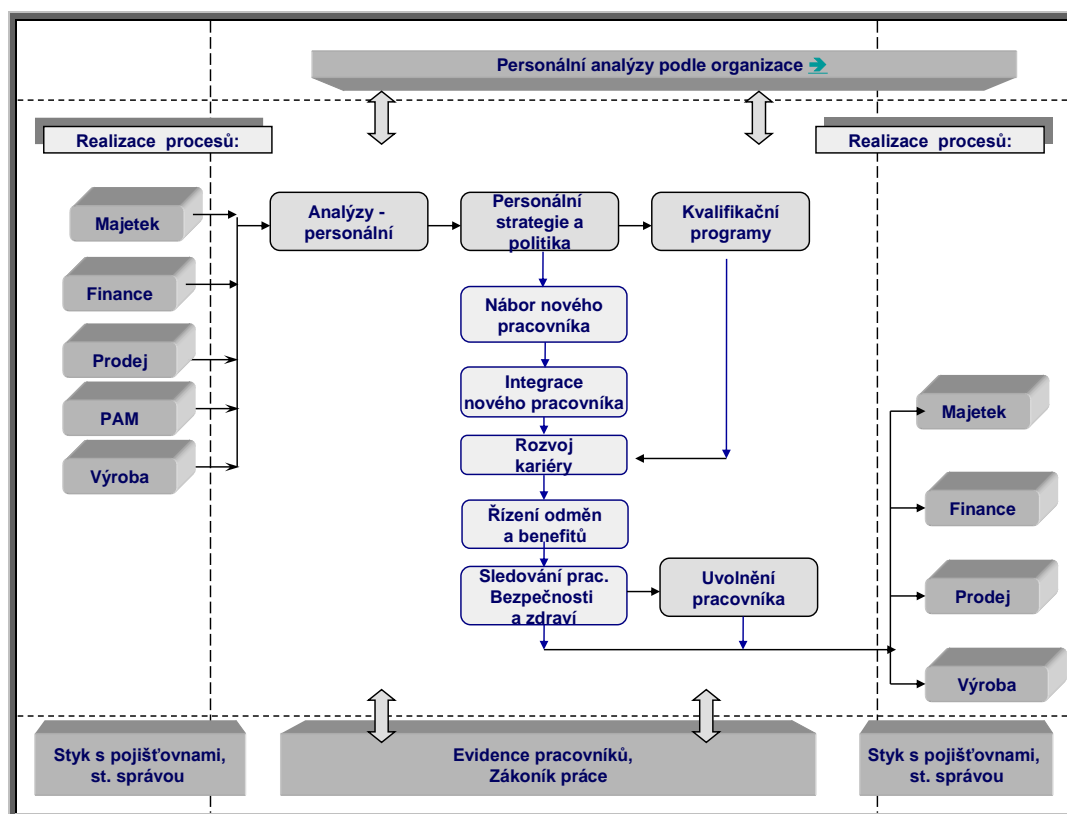 Personální analýzy podle organizace ➔
Realizace procesů:
Realizace procesů:
Majetek
Finance
Prodej
PAM
Výroba
Analýzy -
personální
Personální
strategie a
politika
Kvalifikační
programy
Nábor nového
pracovníka
Integrace
nového pracovníka
Rozvoj
kariéry
Řízení odměn
a benefitů
Sledování prac.
Bezpečnosti
a zdraví
Uvolnění
pracovníka
Majetek
Finance
Prodej
Výroba
Styk s pojišťovnami,
st. správou
Evidence pracovníků,
Zákoník práce
Styk s pojišťovnami,
st. správou